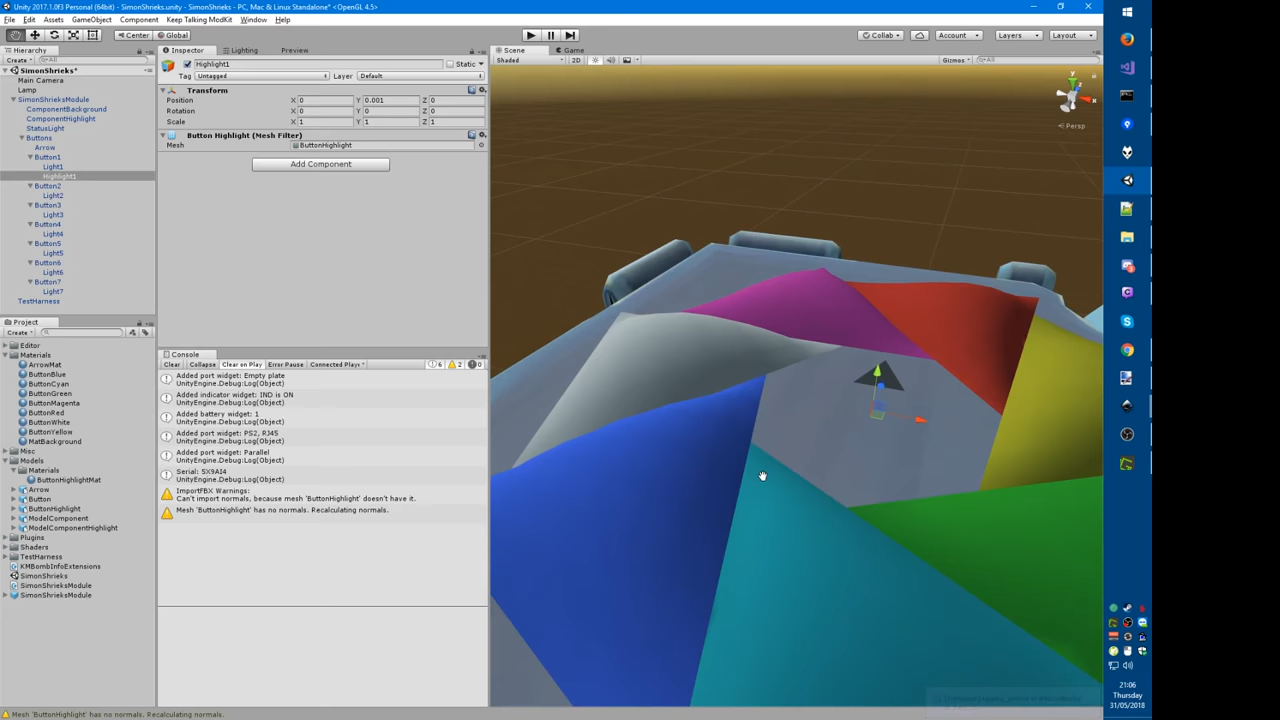 Unity 2017.1.0f3 Personal (64bit) - SimonShrieks.unity - SimonShrieks - PC, Mac & Linux Standalone* <OpenGL 4.5>
File Edit Assets GameObject Component Keep Talking ModKit Window Help
Center Global Collab Account Layers Layout
Hierarchy
Create All
SimonShrieks*
Main Camera
Lamp
SimonShrieksModule
ComponentBackground
ComponentHighlight
StatusLight
Buttons
Arrow
Button1
Light1
Highlight1
Button2
Light2
Button3
Light3
Button4
Light4
Button5
Light5
Button6
Light6
Button7
Light7
TestHarness
Project
Create
Editor
Materials
ArrowMat
ButtonBlue
ButtonCyan
ButtonGreen
ButtonMagenta
ButtonRed
ButtonWhite
ButtonYellow
MatBackground
Misc
Models
Materials
ButtonHighlightMat
Arrow
Button
ButtonHighlight
ModelComponent
ModelComponentHighlight
Plugins
Shaders
TestHarness
KMBombInfoExtensions
SimonShrieks
SimonShrieksModule
SimonShrieksModule
Inspector Lighting Preview
Highlight1 Static
Tag Untagged Layer Default
Transform
Position X 0 Y 0.001 Z 0
Rotation X 0 Y 0 Z 0
Scale X 1 Y 1 Z 1
Button Highlight (Mesh Filter)
Mesh ButtonHighlight
Add Component
Console
Clear Collapse Clear on Play Error Pause Connected Player 6 2 0
Added port widget: Empty plate
UnityEngine.Debug:Log(Object)
Added indicator widget: IND is ON
UnityEngine.Debug:Log(Object)
Added battery widget: 1
UnityEngine.Debug:Log(Object)
Added port widget: PS2, RJ45
UnityEngine.Debug:Log(Object)
Added port widget: Parallel
UnityEngine.Debug:Log(Object)
Serial: SX9AI4
UnityEngine.Debug:Log(Object)
ImportFBX Warnings:
Can't import normals, because mesh 'ButtonHighlight' doesn't have it.
Mesh 'ButtonHighlight' has no normals. Recalculating normals.
Scene Game
Shaded 2D Gizmos All
y x
Persp
21:06
Thursday
31/05/2018
Mesh 'ButtonHighlight' has no normals. Recalculating normals.